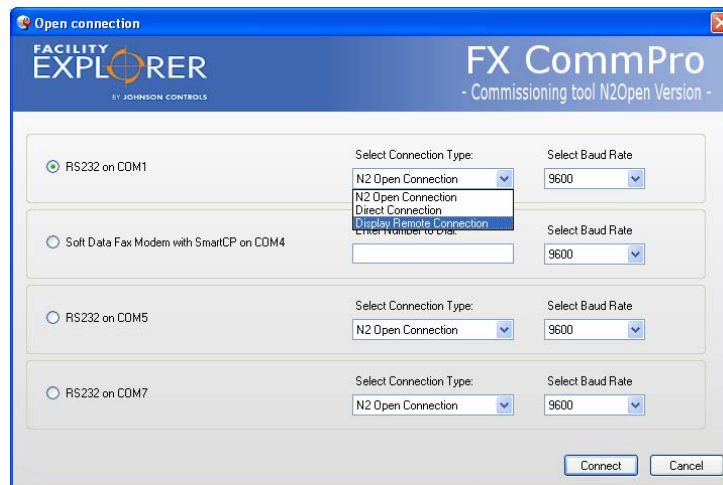 Open connection
FACILITY
EXPLORER
BY JOHNSON CONTROLS
FX CommPro
- Commissioning tool N2Open Version -
RS232 on COM1
Select Connection Type:
Select Baud Rate
N2 Open Connection
9600
N2 Open Connection
Direct Connection
Display Remote Connection
Enter Number to Dial:
Soft Data Fax Modem with SmartCP on COM4
Select Baud Rate
9600
RS232 on COM5
Select Connection Type:
Select Baud Rate
N2 Open Connection
9600
RS232 on COM7
Select Connection Type:
Select Baud Rate
N2 Open Connection
9600
Connect
Cancel